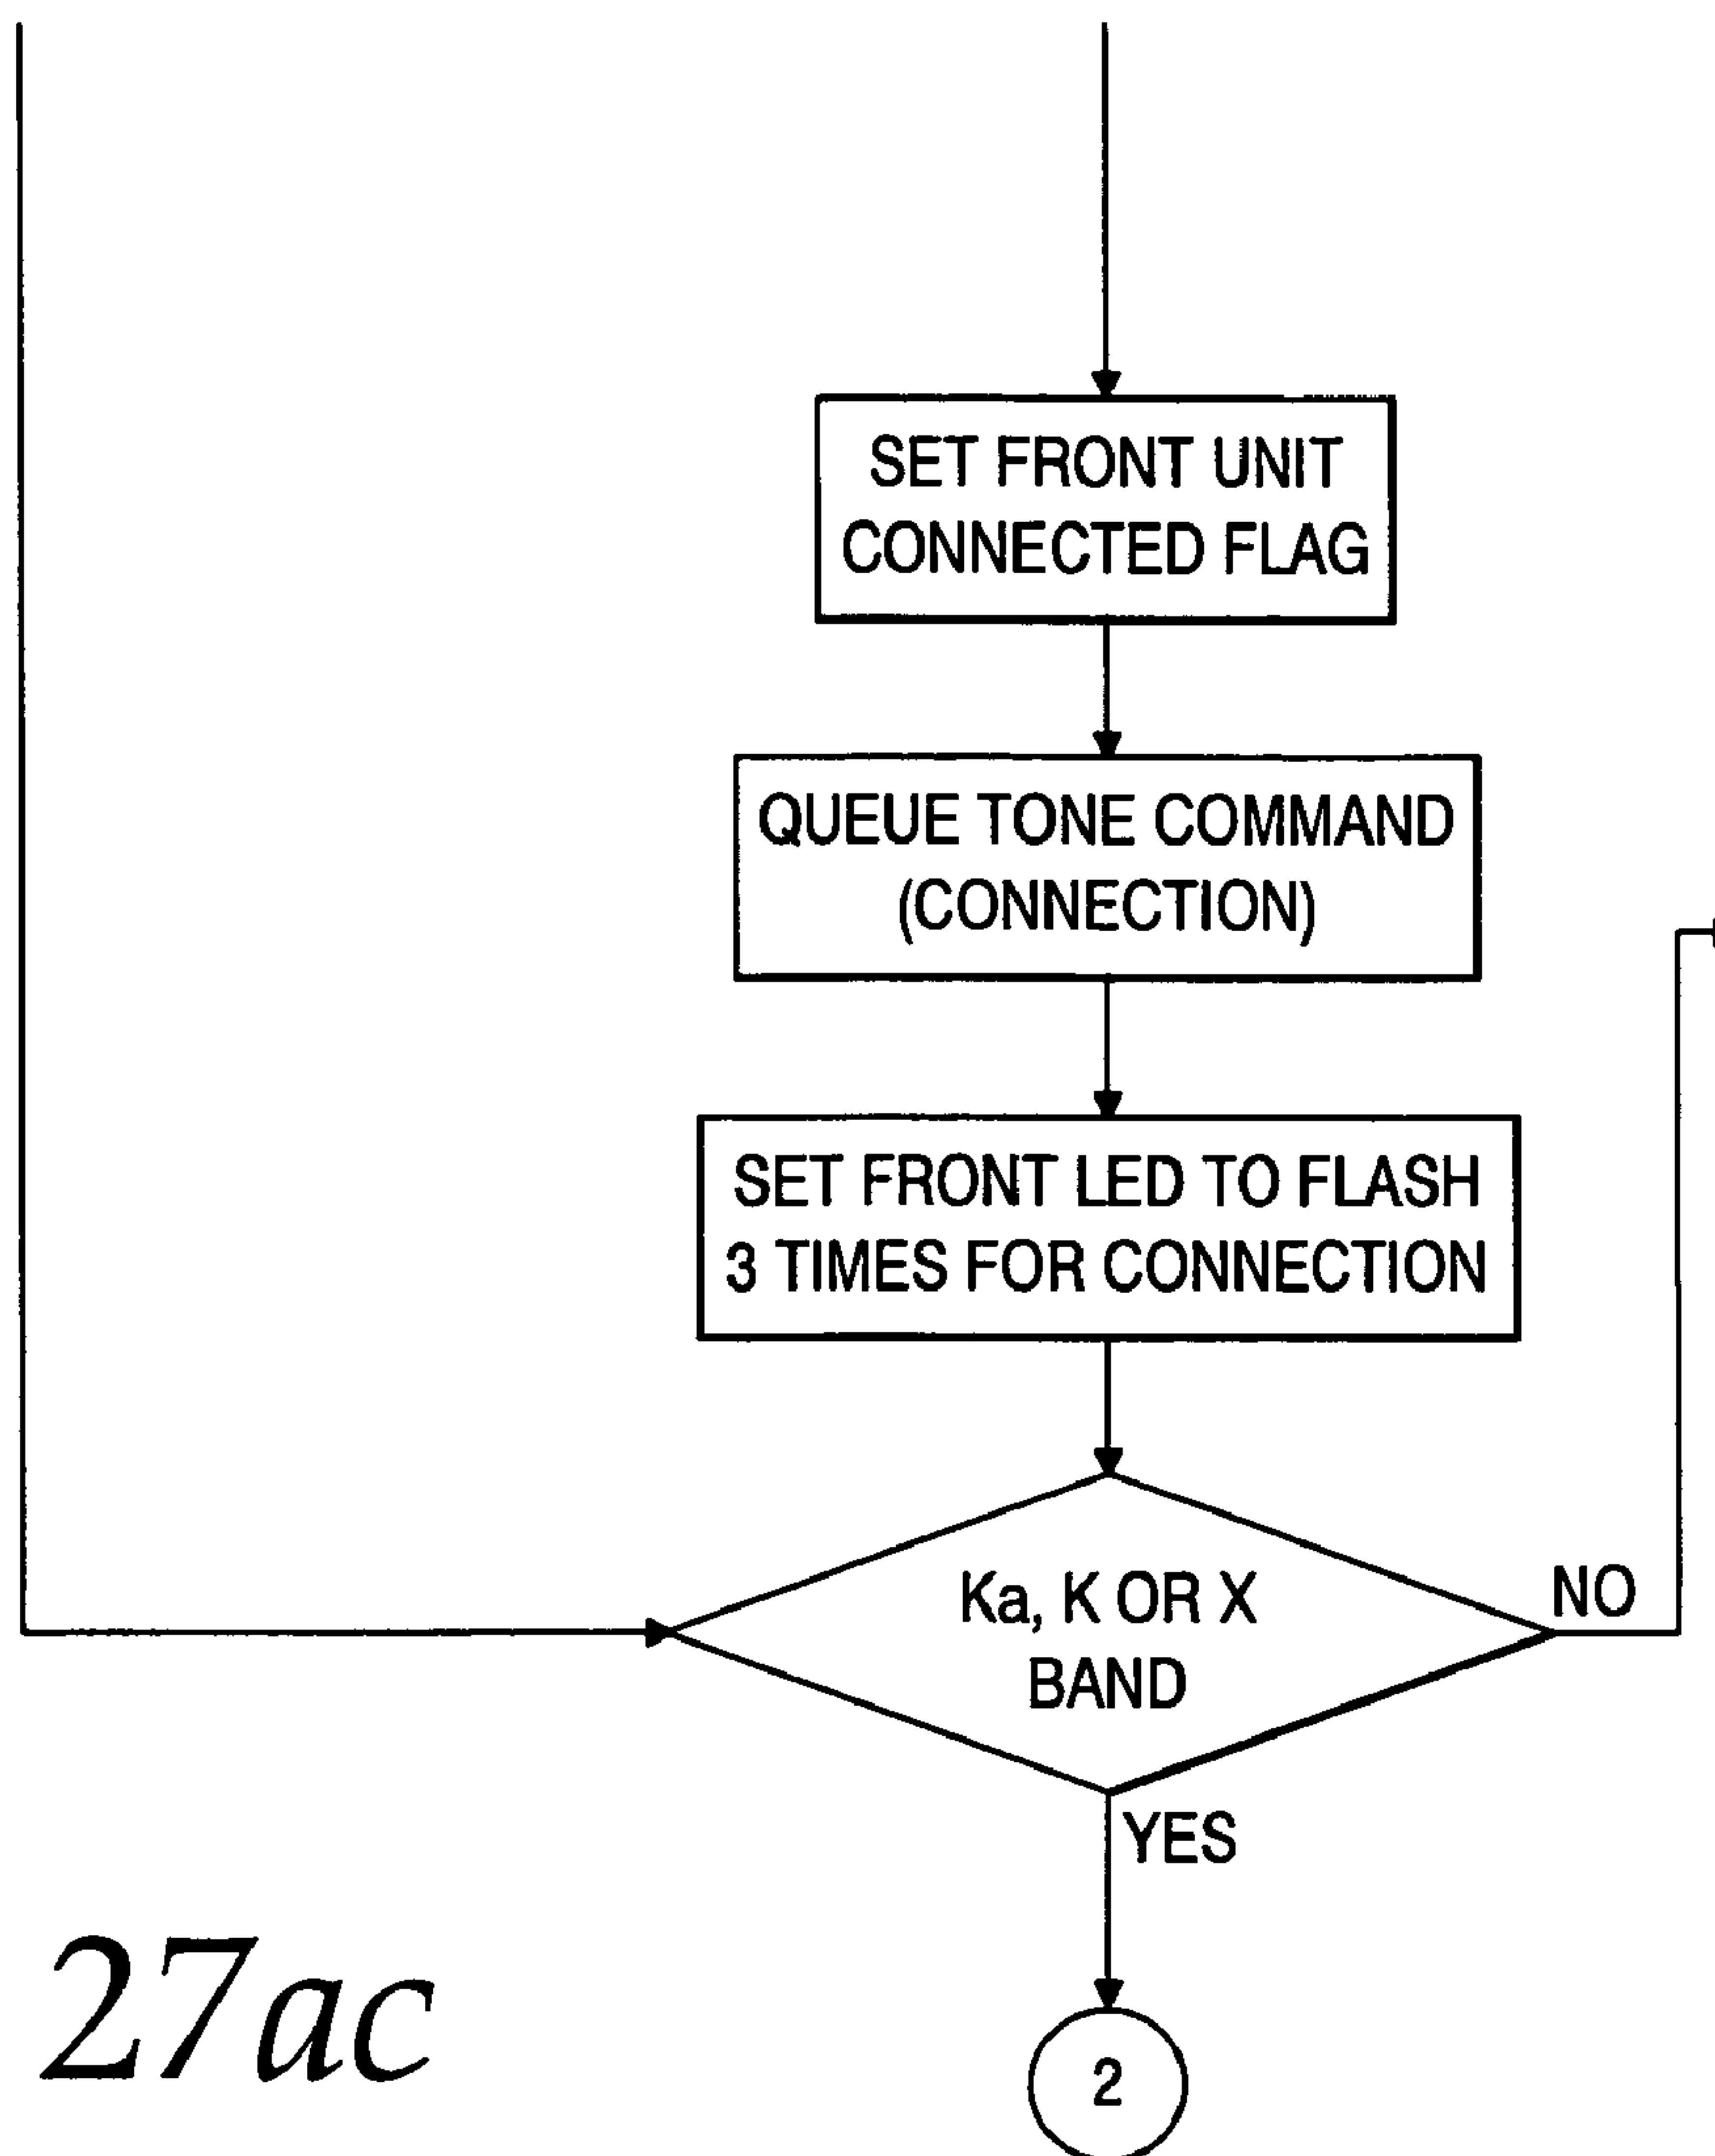 SET FRONT UNIT
CONNECTED FLAG
QUEUE TONE COMMAND
(CONNECTION)
SET FRONT LED TO FLASH
3 TIMES FOR CONNECTION
Ka, K OR X
BAND
NO
YES
2
27ac